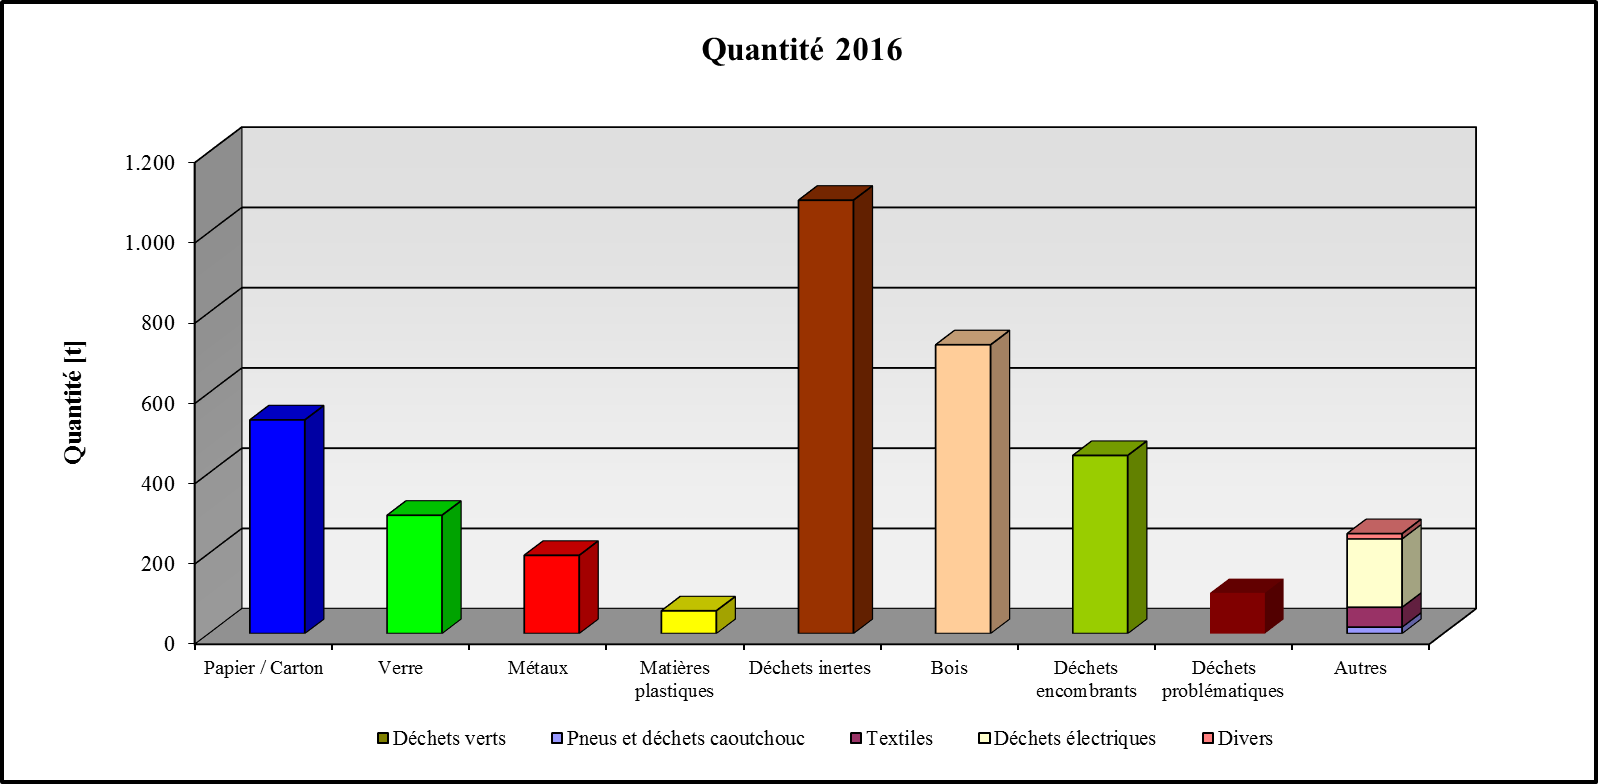 Quantité 2016
Quantité [t]
1.200
1.000
800
600
400
200
0
Papier / Carton
Verre
Métaux
Matières
plastiques
Déchets inertes
Bois
Déchets
encombrants
Déchets
problématiques
Autres
Déchets verts
Pneus et déchets caoutchouc
Textiles
Déchets électriques
Divers